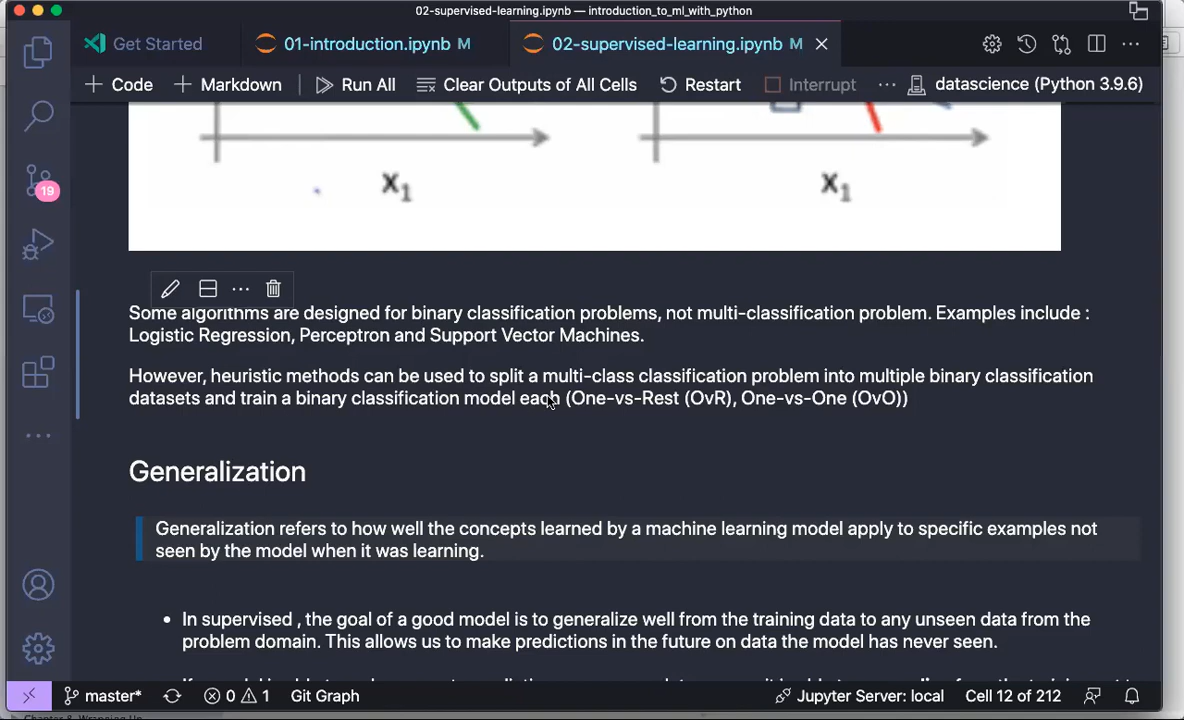 02-supervised-learning.ipynb — introduction_to_ml_with_python
Get Started 01-introduction.ipynb M 02-supervised-learning.ipynb M
+ Code + Markdown Run All Clear Outputs of All Cells Restart Interrupt ... datascience (Python 3.9.6)
x1 x1
19
Some algorithms are designed for binary classification problems, not multi-classification problem. Examples include :
Logistic Regression, Perceptron and Support Vector Machines.
However, heuristic methods can be used to split a multi-class classification problem into multiple binary classification
datasets and train a binary classification model each (One-vs-Rest (OvR), One-vs-One (OvO))
Generalization
Generalization refers to how well the concepts learned by a machine learning model apply to specific examples not
seen by the model when it was learning.
• In supervised , the goal of a good model is to generalize well from the training data to any unseen data from the
problem domain. This allows us to make predictions in the future on data the model has never seen.
master* 0 1 Git Graph Jupyter Server: local Cell 12 of 212